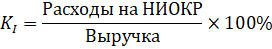 K_I = Расходы на НИОКР / Выручка × 100%